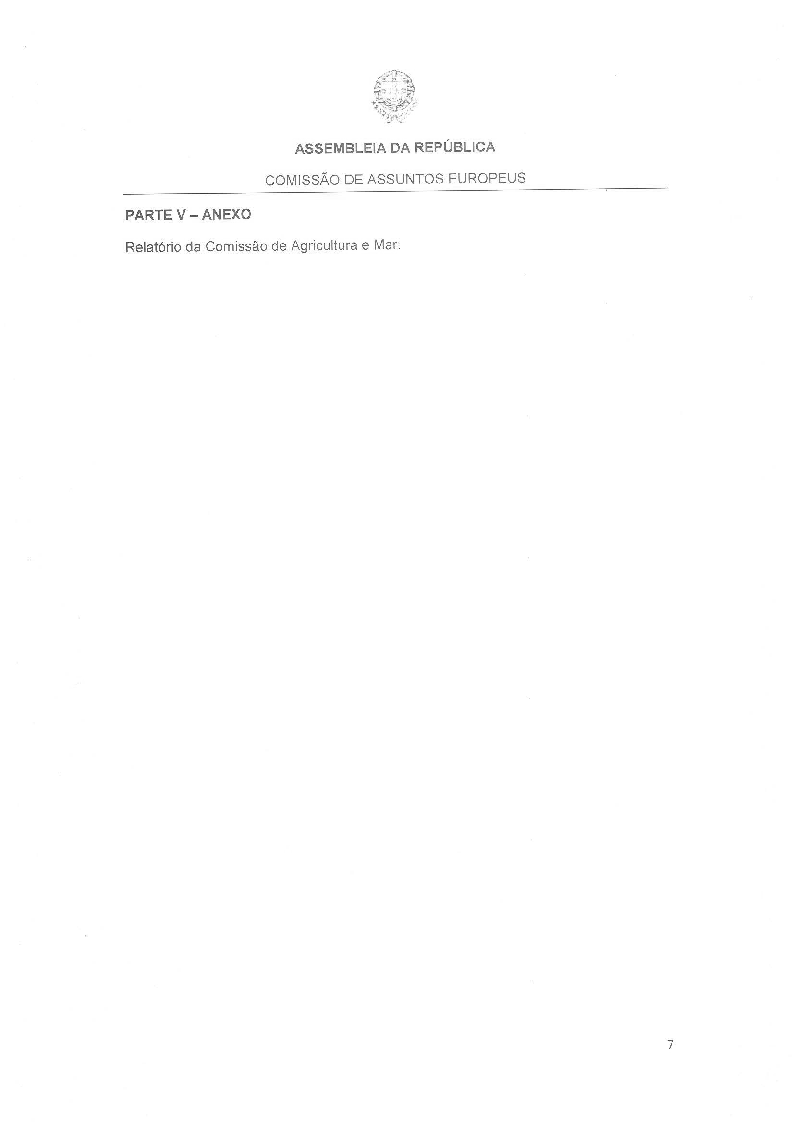 ASSEMBLEIA DA REPÚBLICA
COMISSÃO DE ASSUNTOS EUROPEUS
PARTE V – ANEXO
Relatório da Comissão de Agricultura e Mar.
7